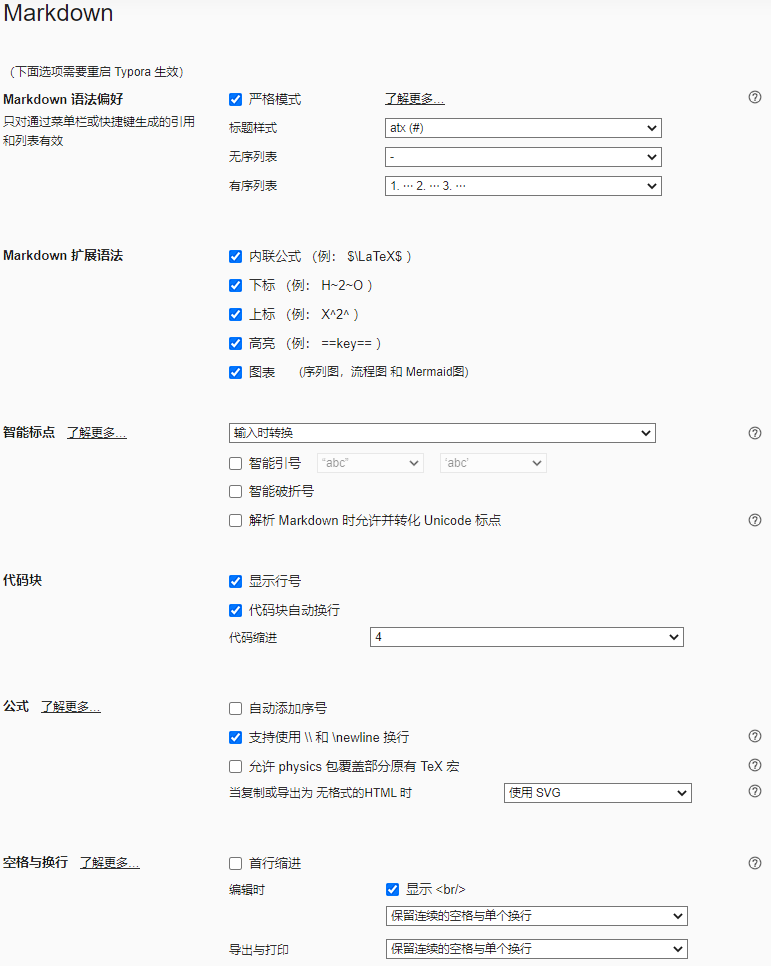 Markdown
（下面选项需要重启 Typora 生效）
Markdown 语法偏好
严格模式
了解更多...
只对通过菜单栏或快捷键生成的引用
和列表有效
标题样式
atx (#)
无序列表
-
有序列表
1. ··· 2. ··· 3. ···
Markdown 扩展语法
内联公式 （例： $\LaTeX$ ）
下标 （例： H~2~O ）
上标 （例： X^2^ ）
高亮 （例： ==key== ）
图表 （序列图，流程图 和 Mermaid图）
智能标点 了解更多...
输入时转换
智能引号 “abc” ‘abc’
智能破折号
解析 Markdown 时允许并转化 Unicode 标点
代码块
显示行号
代码块自动换行
代码缩进
4
公式 了解更多...
自动添加序号
支持使用 \\ 和 \newline 换行
允许 physics 包覆盖部分原有 TeX 宏
当复制或导出为 无格式的HTML 时
使用 SVG
空格与换行 了解更多...
首行缩进
编辑时
显示 <br/>
保留连续的空格与单个换行
导出与打印
保留连续的空格与单个换行